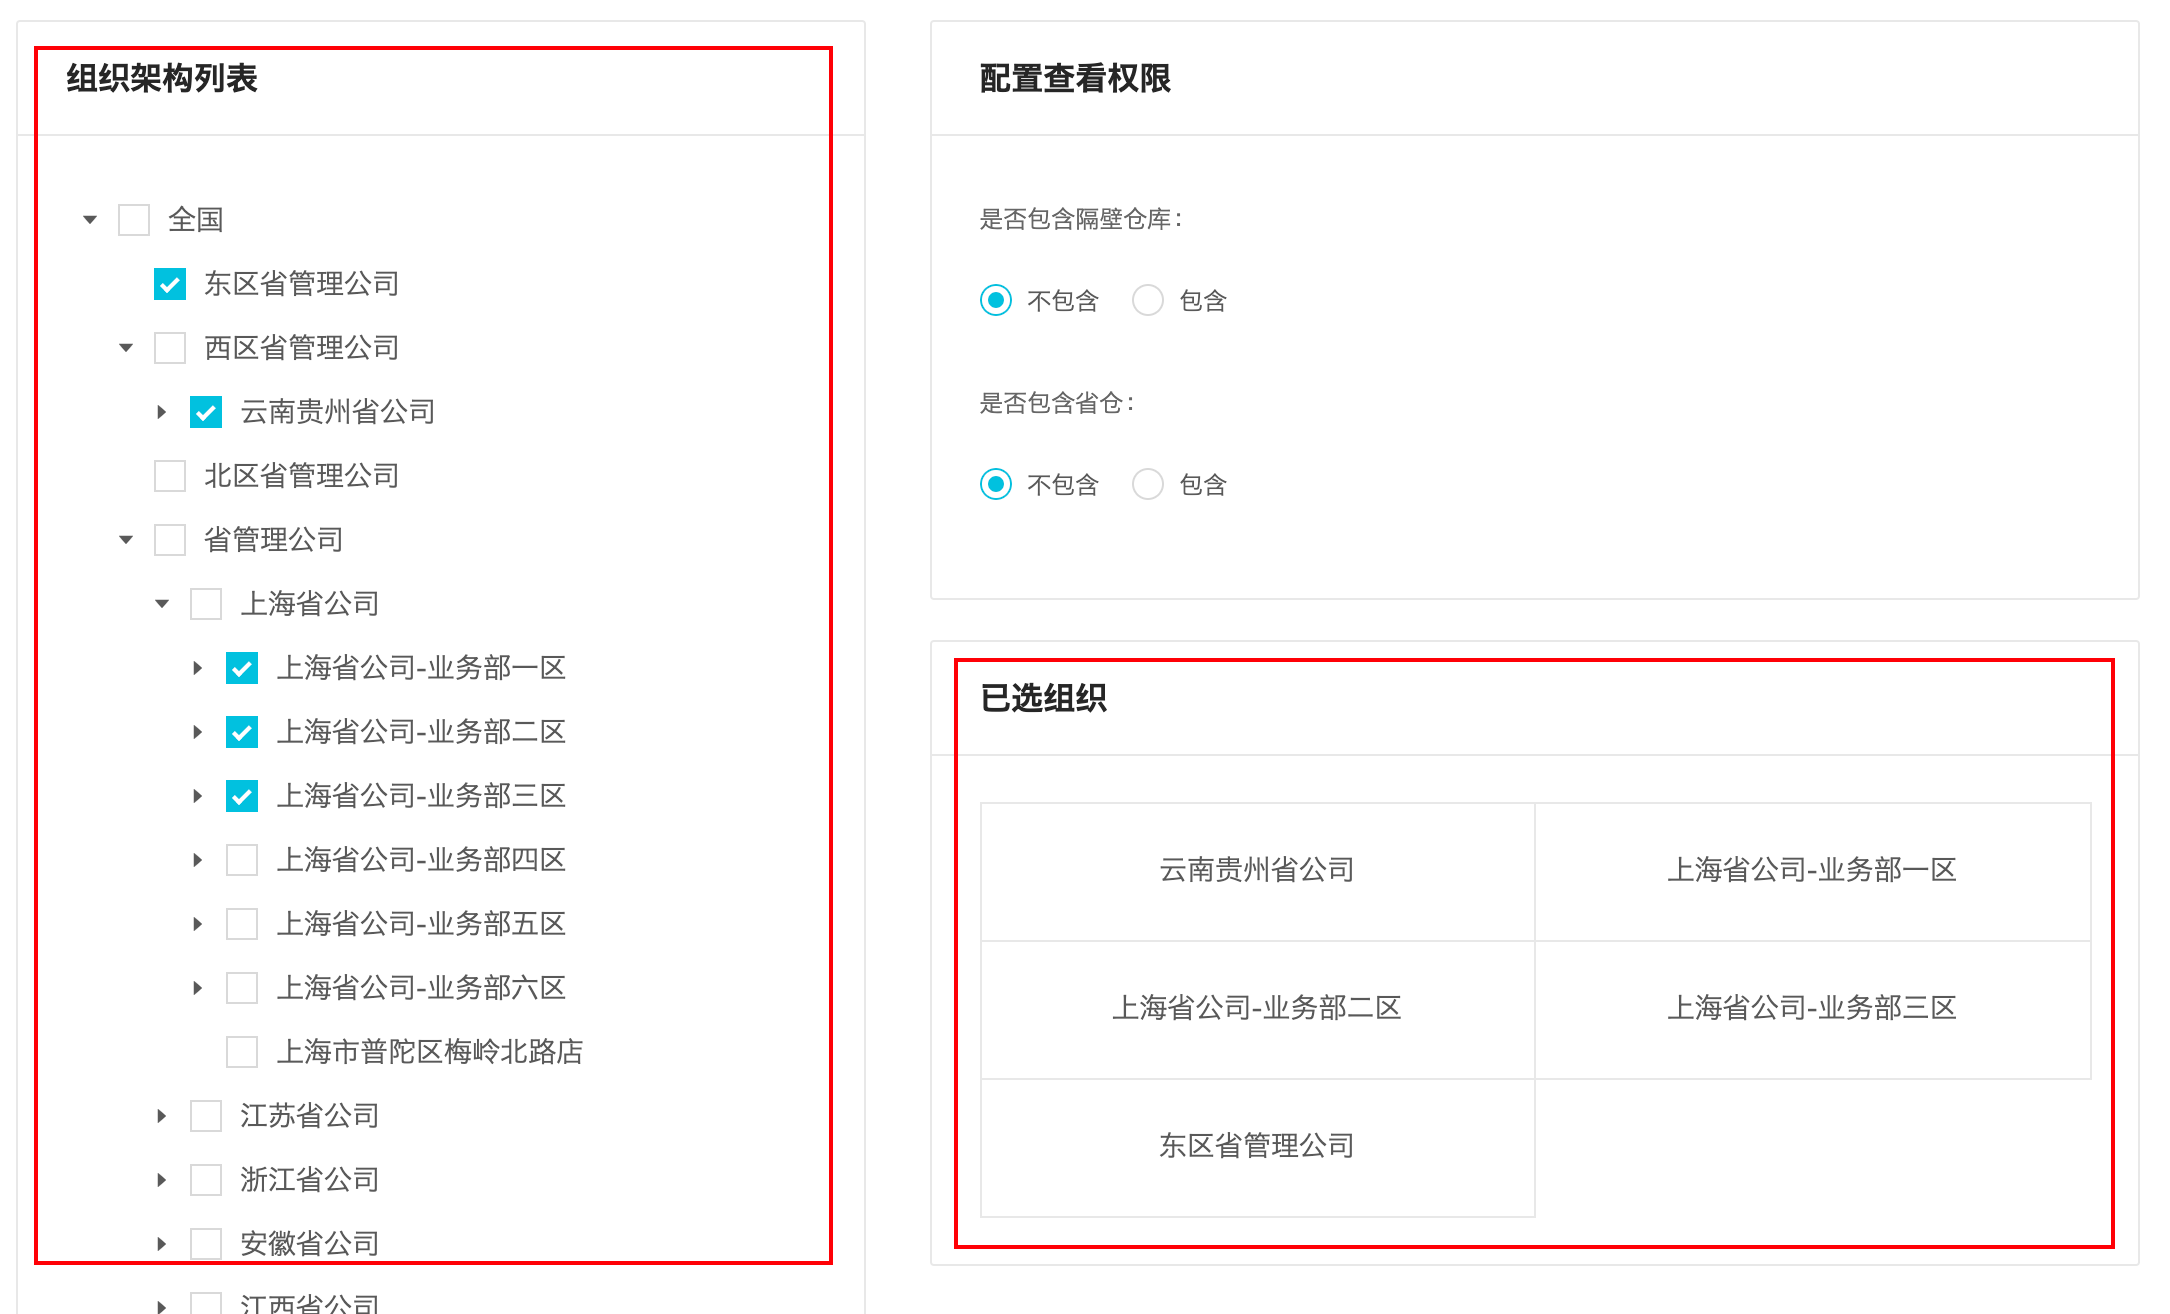 组织架构列表
全国
东区省管理公司
西区省管理公司
云南贵州省公司
北区省管理公司
省管理公司
上海省公司
上海省公司-业务部一区
上海省公司-业务部二区
上海省公司-业务部三区
上海省公司-业务部四区
上海省公司-业务部五区
上海省公司-业务部六区
上海市普陀区梅岭北路店
江苏省公司
浙江省公司
安徽省公司
江西省公司
配置查看权限
是否包含隔壁仓库：
不包含 包含
是否包含省仓：
不包含 包含
已选组织
云南贵州省公司 上海省公司-业务部一区
上海省公司-业务部二区 上海省公司-业务部三区
东区省管理公司